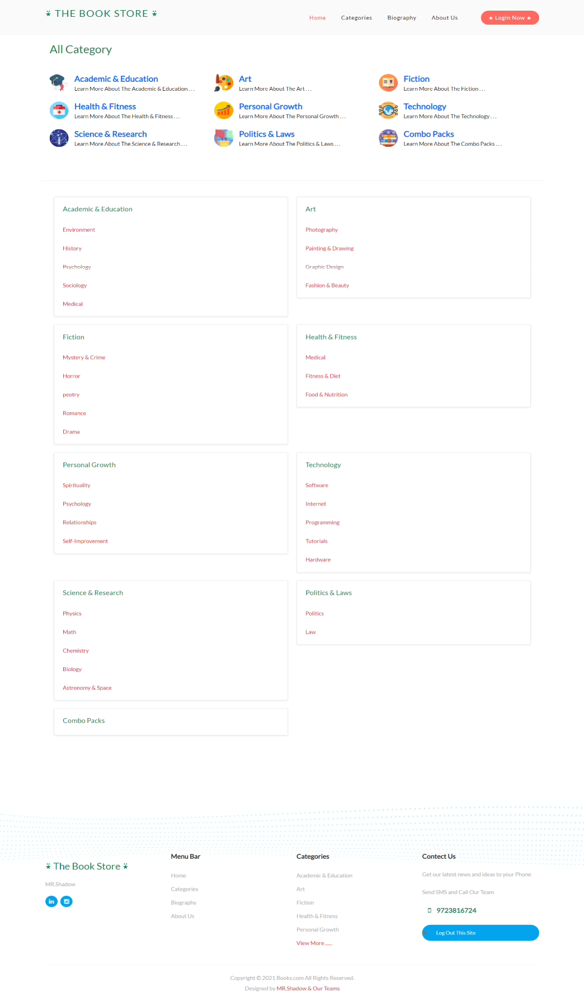 THE BOOK STORE
Home Categories Biography About Us ★ Login Now ★
All Category
Academic & Education
Learn More About The Academic & Education . . .
Art
Learn More About The Art . . .
Fiction
Learn More About The Fiction . . .
Health & Fitness
Learn More About The Health & Fitness . . .
Personal Growth
Learn More About The Personal Growth . . .
Technology
Learn More About The Technology . . .
Science & Research
Learn More About The Science & Research . . .
Politics & Laws
Learn More About The Politics & Laws . . .
Combo Packs
Learn More About The Combo Packs . . .
Academic & Education
Environment
History
Psychology
Sociology
Medical
Art
Photography
Painting & Drawing
Graphic Design
Fashion & Beauty
Fiction
Mystery & Crime
Horror
peotry
Romance
Drama
Health & Fitness
Medical
Fitness & Diet
Food & Nutrition
Personal Growth
Spirituality
Psychology
Relationships
Self-Improvement
Technology
Software
Internet
Programming
Tutorials
Hardware
Science & Research
Physics
Math
Chemistry
Biology
Astronomy & Space
Politics & Laws
Politics
Law
Combo Packs
The Book Store
MR.Shadow
in
Menu Bar
Home
Categories
Biography
About Us
Categories
Academic & Education
Art
Fiction
Health & Fitness
Personal Growth
View More ......
Contect Us
Get our latest news and ideas to your Phone
Send SMS and Call Our Team
9723816724
Log Out This Site
Copyright © 2021 Books.com All Rights Reserved.
Designed by MR.Shadow & Our Teams